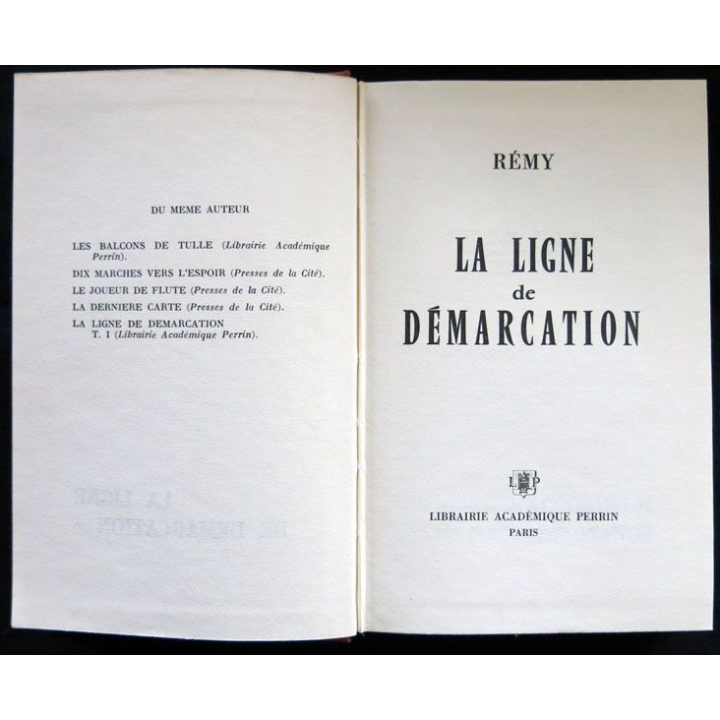 DU MEME AUTEUR
LES BALCONS DE TULLE (Librairie Académique
Perrin).
DIX MARCHES VERS L'ESPOIR (Presses de la Cité).
LE JOUEUR DE FLUTE (Presses de la Cité).
LA DERNIERE CARTE (Presses de la Cité).
LA LIGNE DE DEMARCATION
T. I (Librairie Académique Perrin).
RÉMY
LA LIGNE
de
DÉMARCATION
L P
LIBRAIRIE ACADÉMIQUE PERRIN
PARIS